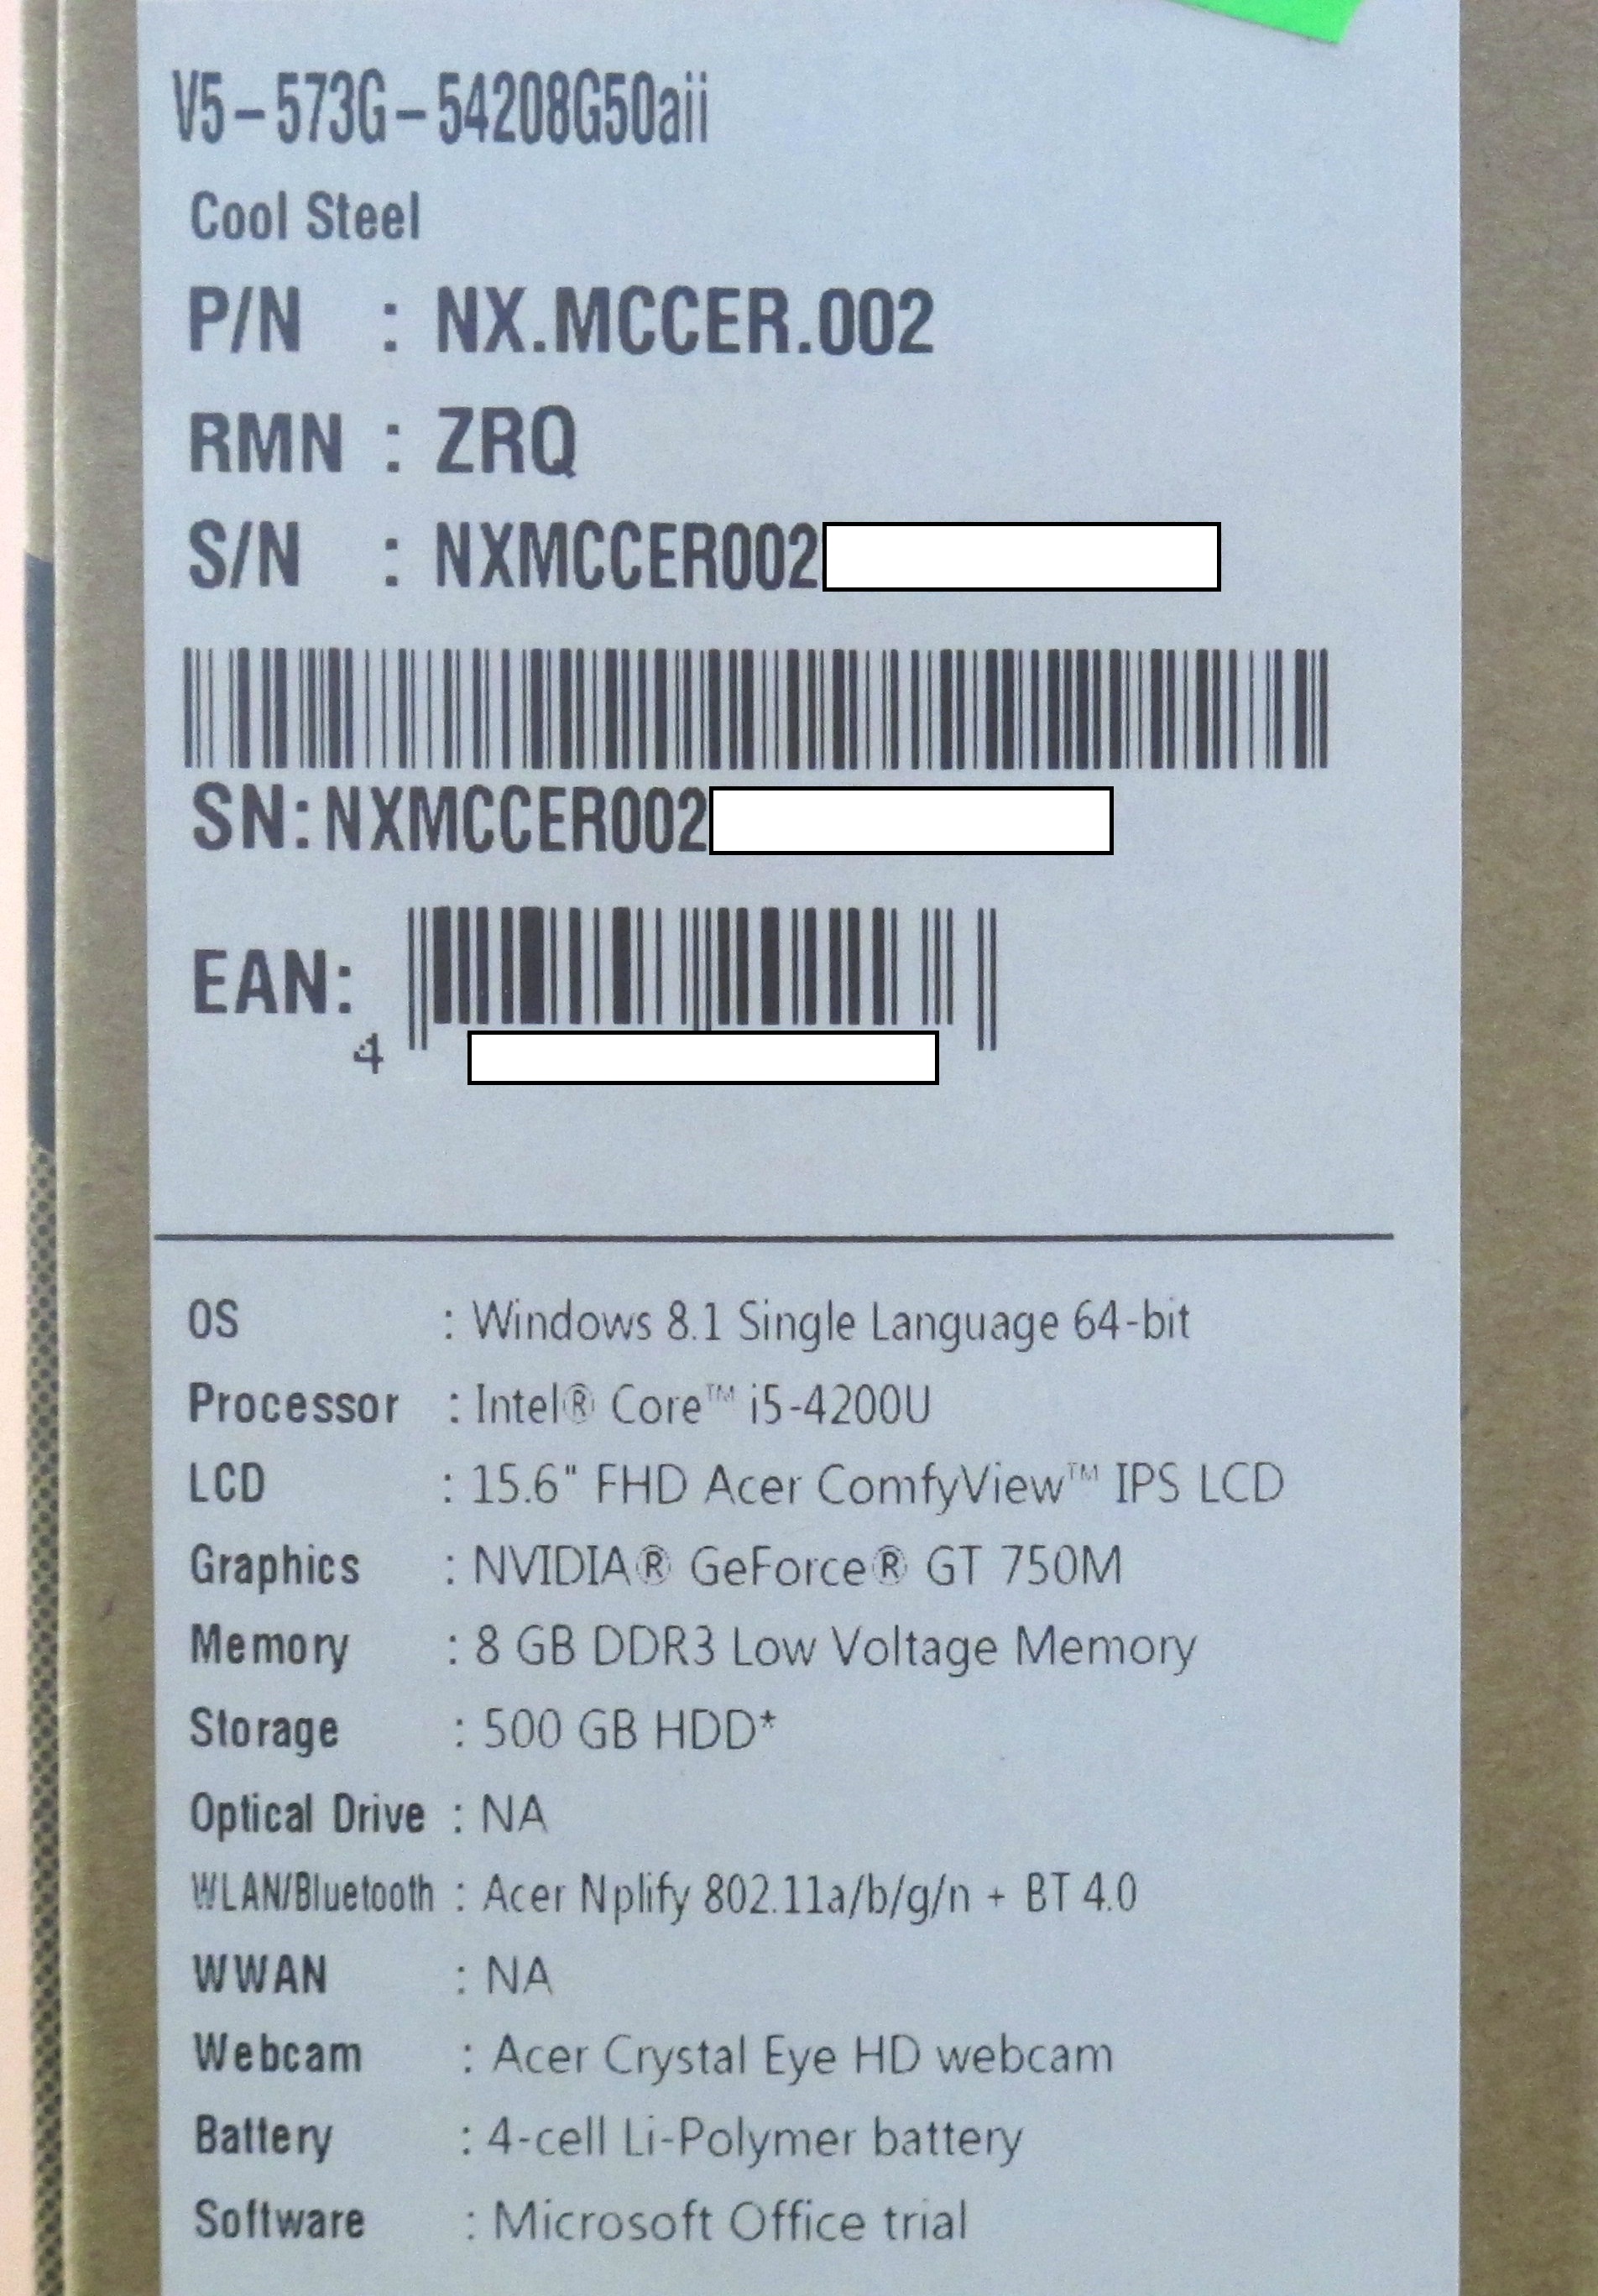 V5-573G-54208G50aii
Cool Steel
P/N : NX.MCCER.002
RMN : ZRQ
S/N : NXMCCER002
SN:NXMCCER002
EAN:
4
OS : Windows 8.1 Single Language 64-bit
Processor : Intel® Core™ i5-4200U
LCD : 15.6" FHD Acer ComfyView™ IPS LCD
Graphics : NVIDIA® GeForce® GT 750M
Memory : 8 GB DDR3 Low Voltage Memory
Storage : 500 GB HDD*
Optical Drive : NA
WLAN/Bluetooth : Acer Nplify 802.11a/b/g/n + BT 4.0
WWAN : NA
Webcam : Acer Crystal Eye HD webcam
Battery : 4-cell Li-Polymer battery
Software : Microsoft Office trial